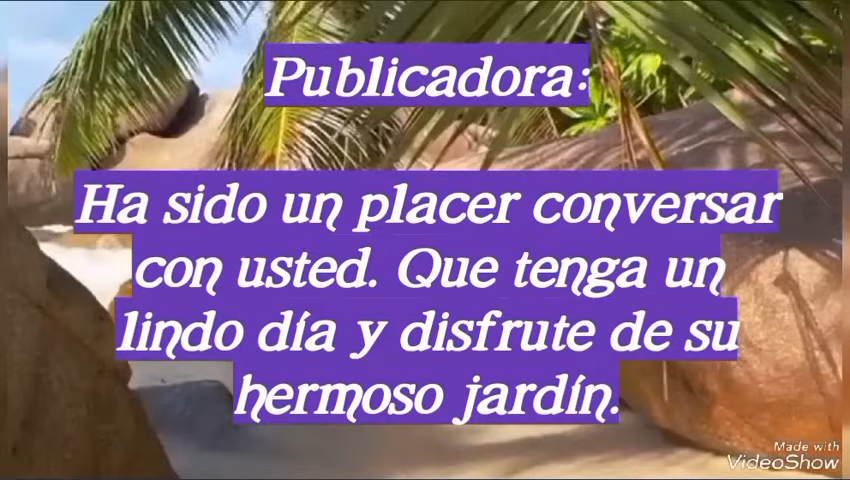 Publicadora:
Ha sido un placer conversar
con usted. Que tenga un
lindo día y disfrute de su
hermoso jardín.
Made with
VideoShow